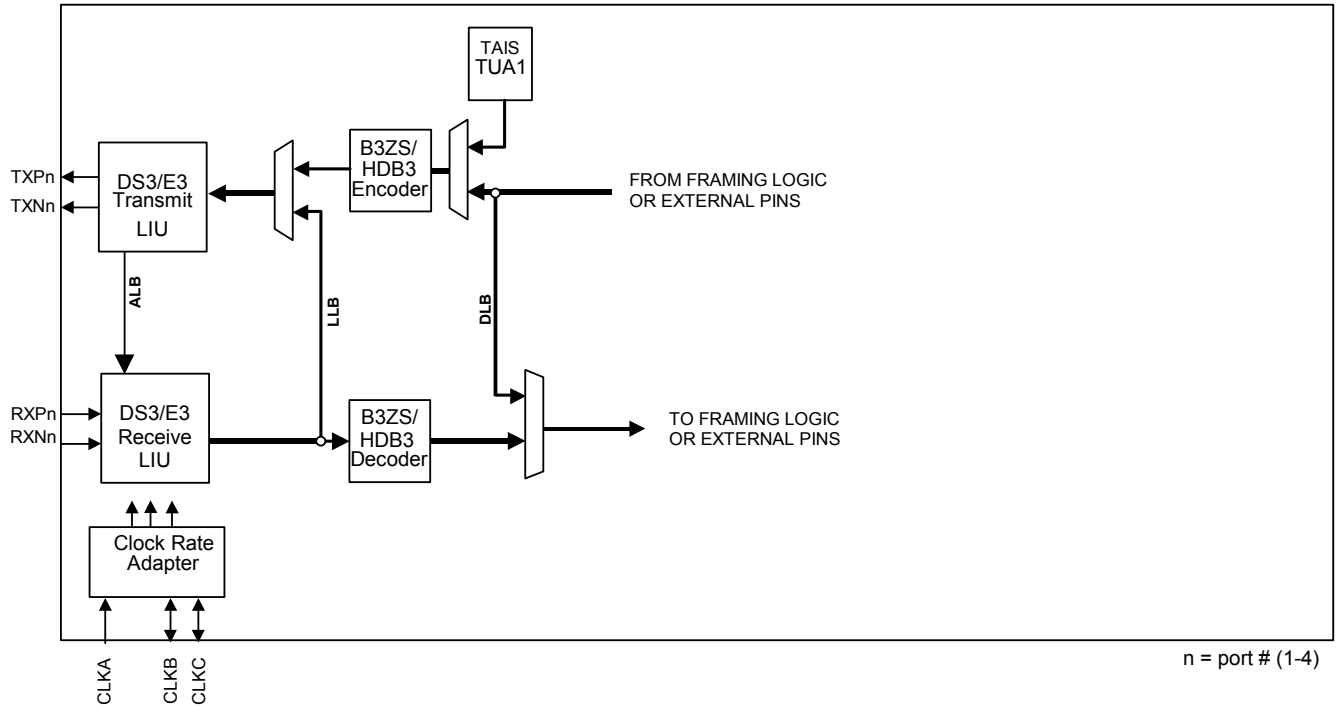 TAIS
TUA1
B3ZS/
HDB3
Encoder
TXPn
TXNn
DS3/E3
Transmit
LIU
FROM FRAMING LOGIC
OR EXTERNAL PINS
ALB
LLB
DLB
RXPn
RXNn
DS3/E3
Receive
LIU
B3ZS/
HDB3
Decoder
TO FRAMING LOGIC
OR EXTERNAL PINS
Clock Rate
Adapter
CLKA
CLKB
CLKC
n = port # (1-4)